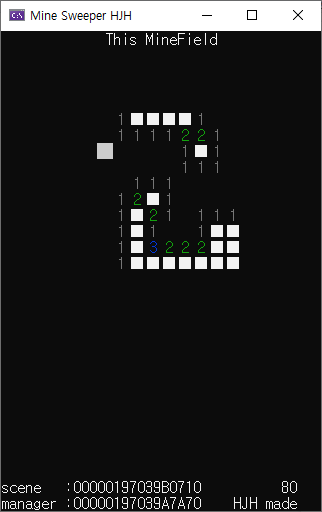 Mine Sweeper HJH
This MineField
1 ■ ■ ■ ■ 1
1 1 1 1 2 2 1
■ 1 ■ 1
1 1 1
1 1 1
1 2 ■ 1
1 ■ 2 1 1 1 1
1 ■ 1 1 ■ ■
1 ■ 3 2 2 2 ■ ■
1 ■ ■ ■ ■ ■ ■ ■
scene :00000197039B0710 80
manager :00000197039A7A70 HJH made